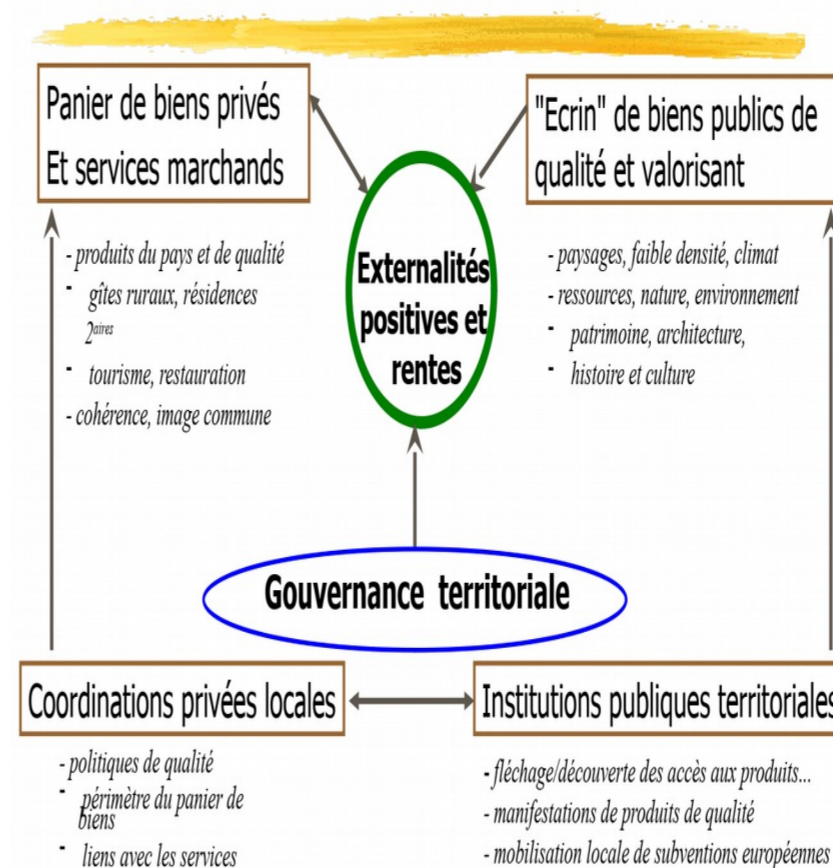 Panier de biens privés
Et services marchands
"Ecrin" de biens publics de
qualité et valorisant
- produits du pays et de qualité
- gîtes ruraux, résidences
2aires
- tourisme, restauration
- cohérence, image commune
Externalités
positives et
rentes
- paysages, faible densité, climat
- ressources, nature, environnement
- patrimoine, architecture,
- histoire et culture
Gouvernance territoriale
Coordinations privées locales
Institutions publiques territoriales
- politiques de qualité
- périmètre du panier de
biens
- liens avec les services
- fléchage/découverte des accès aux produits...
- manifestations de produits de qualité
- mobilisation locale de subventions européennes